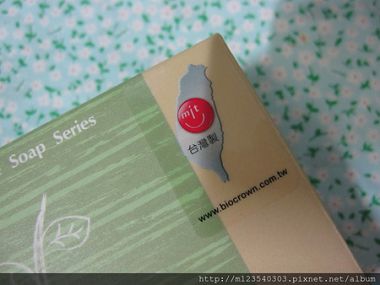 Soap Series
mit
台灣製
www.biocrown.com.tw
http://m123540303.pixnet.net/album